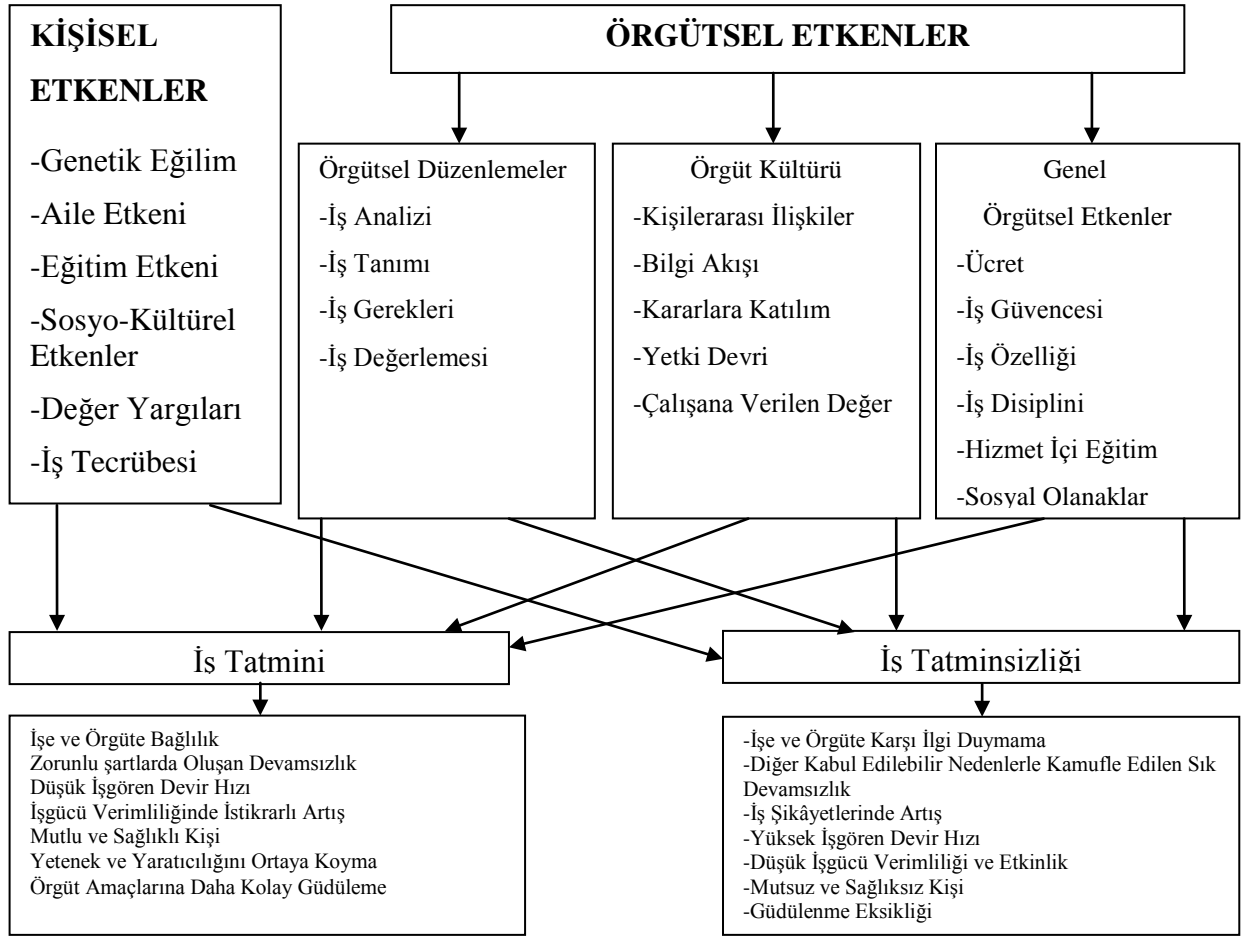 KİŞİSEL
ETKENLER
-Genetik Eğilim
-Aile Etkeni
-Eğitim Etkeni
-Sosyo-Kültürel
Etkenler
-Değer Yargıları
-İş Tecrübesi
ÖRGÜTSEL ETKENLER
Örgütsel Düzenlemeler
-İş Analizi
-İş Tanımı
-İş Gerekleri
-İş Değerlemesi
Örgüt Kültürü
-Kişilerarası İlişkiler
-Bilgi Akışı
-Kararlara Katılım
-Yetki Devri
-Çalışana Verilen Değer
Genel
Örgütsel Etkenler
-Ücret
-İş Güvencesi
-İş Özelliği
-İş Disiplini
-Hizmet İçi Eğitim
-Sosyal Olanaklar
İş Tatmini
İş Tatminsizliği
İşe ve Örgüte Bağlılık
Zorunlu şartlarda Oluşan Devamsızlık
Düşük İşgören Devir Hızı
İşgücü Verimliliğinde İstikrarlı Artış
Mutlu ve Sağlıklı Kişi
Yetenek ve Yaratıcılığını Ortaya Koyma
Örgüt Amaçlarına Daha Kolay Güdüleme
-İşe ve Örgüte Karşı İlgi Duymama
-Diğer Kabul Edilebilir Nedenlerle Kamufle Edilen Sık
Devamsızlık
-İş Şikâyetlerinde Artış
-Yüksek İşgören Devir Hızı
-Düşük İşgücü Verimliliği ve Etkinlik
-Mutsuz ve Sağlıksız Kişi
-Güdülenme Eksikliği